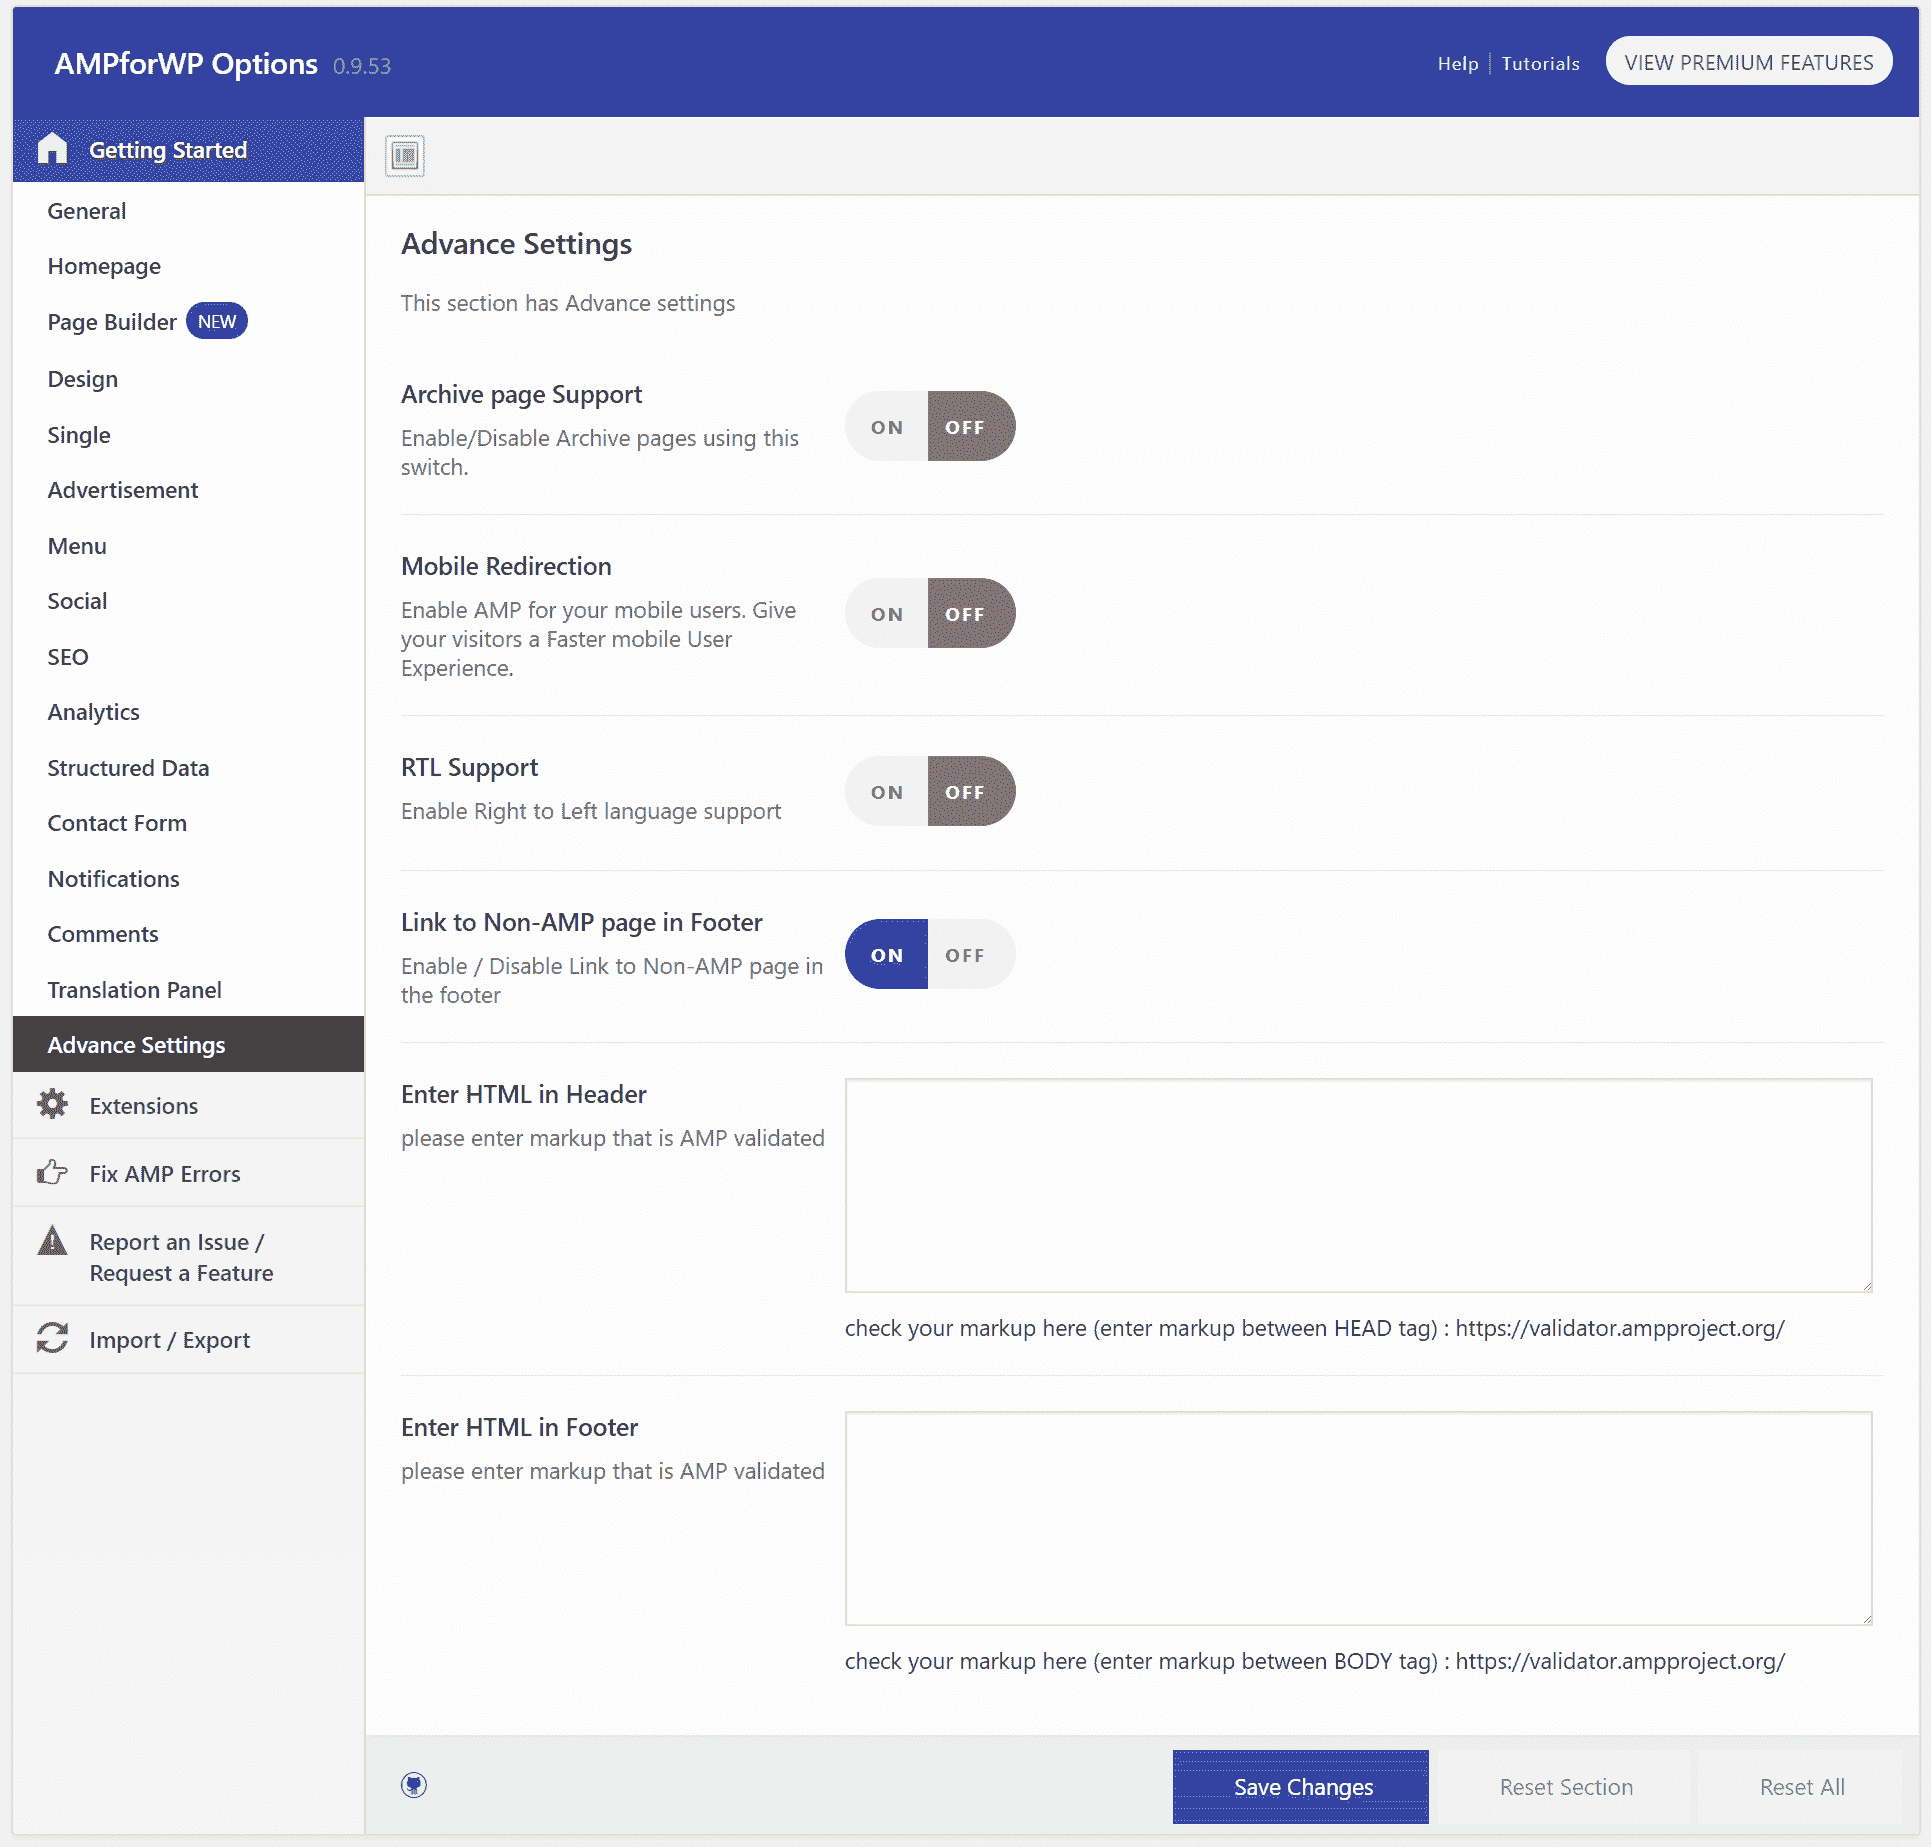 AMPforWP Options 0.9.53
Help
Tutorials
VIEW PREMIUM FEATURES
Getting Started
General
Homepage
Page Builder NEW
Design
Single
Advertisement
Menu
Social
SEO
Analytics
Structured Data
Contact Form
Notifications
Comments
Translation Panel
Advance Settings
Extensions
Fix AMP Errors
Report an Issue /
Request a Feature
Import / Export
Advance Settings
This section has Advance settings
Archive page Support
Enable/Disable Archive pages using this
switch.
ON OFF
Mobile Redirection
Enable AMP for your mobile users. Give
your visitors a Faster mobile User
Experience.
ON OFF
RTL Support
Enable Right to Left language support
ON OFF
Link to Non-AMP page in Footer
Enable / Disable Link to Non-AMP page in
the footer
ON OFF
Enter HTML in Header
please enter markup that is AMP validated
check your markup here (enter markup between HEAD tag) : https://validator.ampproject.org/
Enter HTML in Footer
please enter markup that is AMP validated
check your markup here (enter markup between BODY tag) : https://validator.ampproject.org/
Save Changes
Reset Section
Reset All